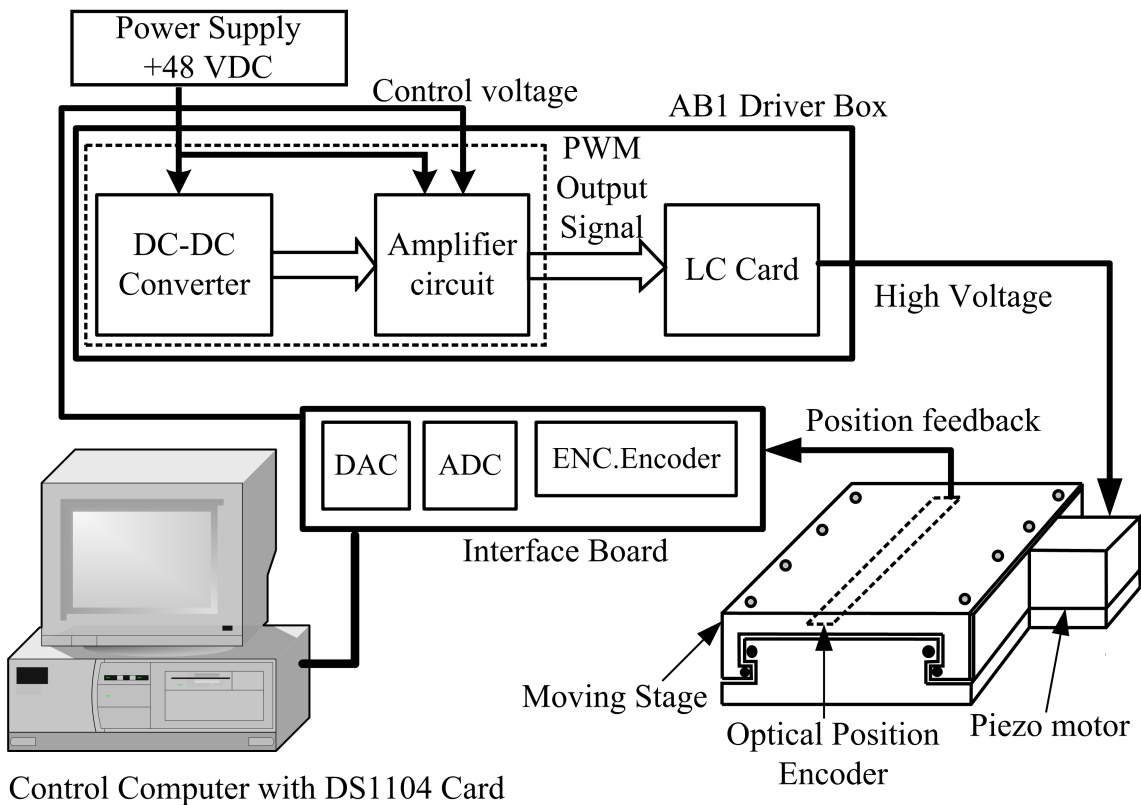 Power Supply
+48 VDC
Control voltage
AB1 Driver Box
PWM
Output
Signal
DC-DC
Converter
Amplifier
circuit
LC Card
High Voltage
Position feedback
DAC
ADC
ENC.Encoder
Interface Board
Moving Stage
Optical Position
Encoder
Piezo motor
Control Computer with DS1104 Card